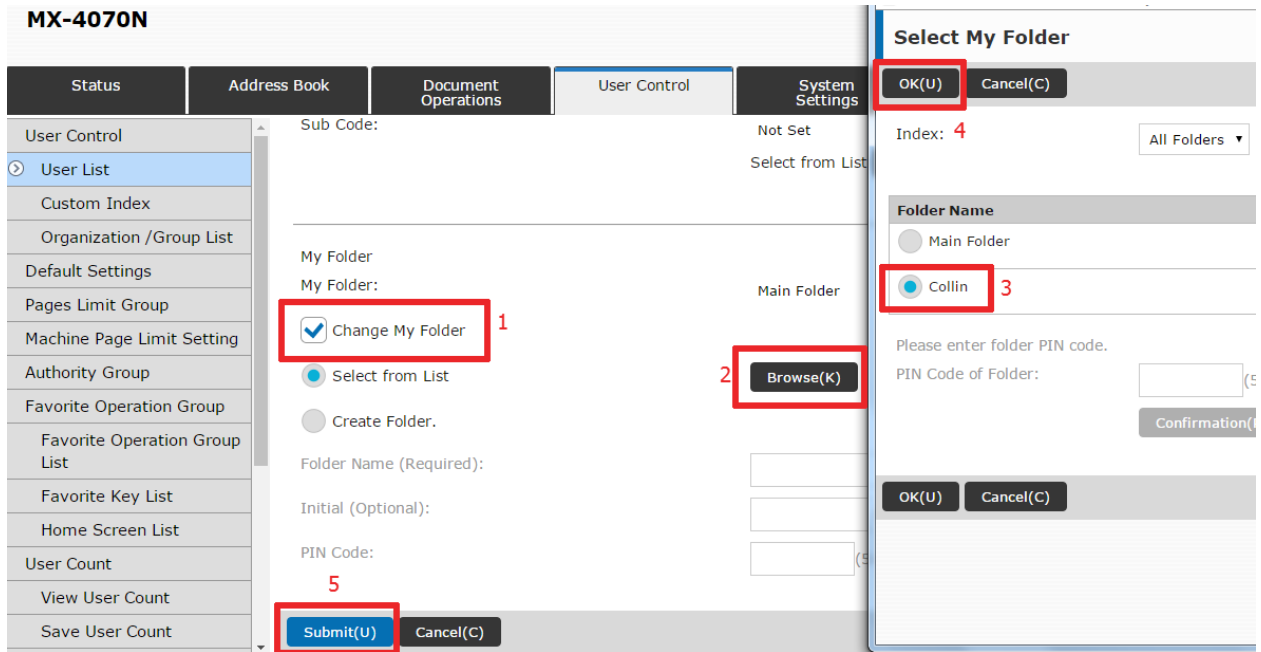 MX-4070N
Status
Address Book
Document
Operations
User Control
System
Settings
User Control
User List
Custom Index
Organization /Group List
Default Settings
Pages Limit Group
Machine Page Limit Setting
Authority Group
Favorite Operation Group
Favorite Operation Group
List
Favorite Key List
Home Screen List
User Count
View User Count
Save User Count
Sub Code:
Not Set
Select from List
My Folder
My Folder:
Main Folder
Change My Folder
1
Select from List
2
Browse(K)
Create Folder.
Folder Name (Required):
Initial (Optional):
PIN Code:
(5
5
Submit(U)
Cancel(C)
Select My Folder
OK(U)
Cancel(C)
Index:
4
All Folders
Folder Name
Main Folder
Collin
3
Please enter folder PIN code.
PIN Code of Folder:
(5
Confirmation(
OK(U)
Cancel(C)